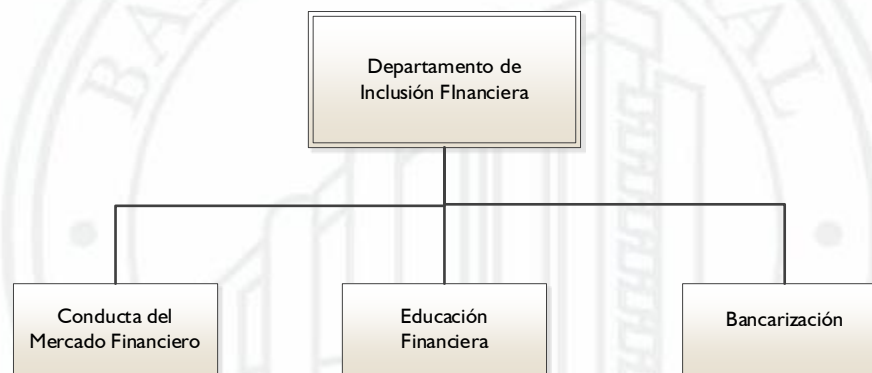 Departamento de
Inclusión FInanciera
Conducta del
Mercado Financiero
Educación
Financiera
Bancarización